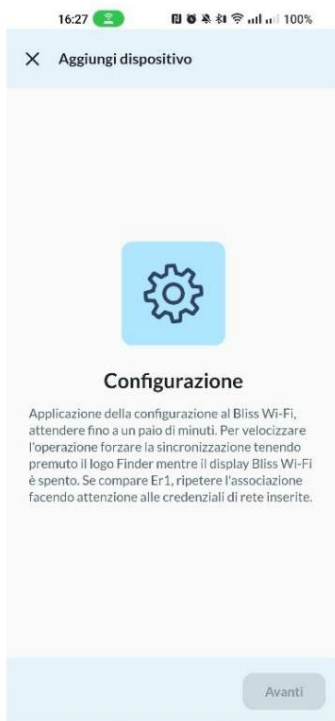 16:27 100%
Aggiungi dispositivo
Configurazione
Applicazione della configurazione al Bliss Wi-Fi,
attendere fino a un paio di minuti. Per velocizzare
l'operazione forzare la sincronizzazione tenendo
premuto il logo Finder mentre il display Bliss Wi-Fi
è spento. Se compare Er1, ripetere l'associazione
facendo attenzione alle credenziali di rete inserite.
Avanti